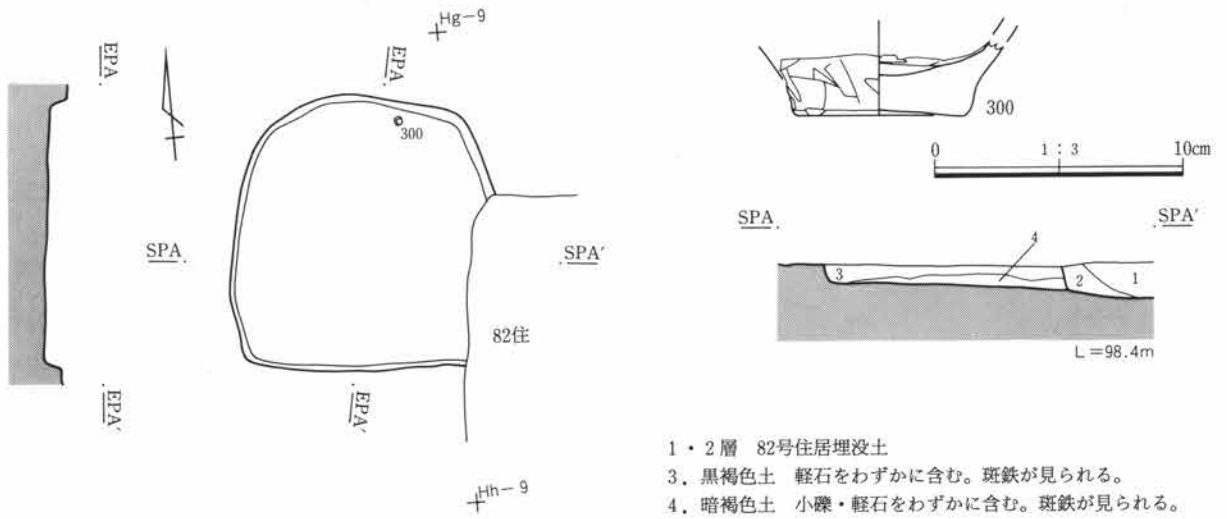 Hg-9
EPA
EPA
300
SPA
SPA′
82住
EPA′
EPA′
Hh-9
300
0 1:3 10cm
SPA
SPA′
4
3
2
1
L=98.4m
1・2層 82号住居埋没土
3．黒褐色土 軽石をわずかに含む。斑鉄が見られる。
4．暗褐色土 小礫・軽石をわずかに含む。斑鉄が見られる。